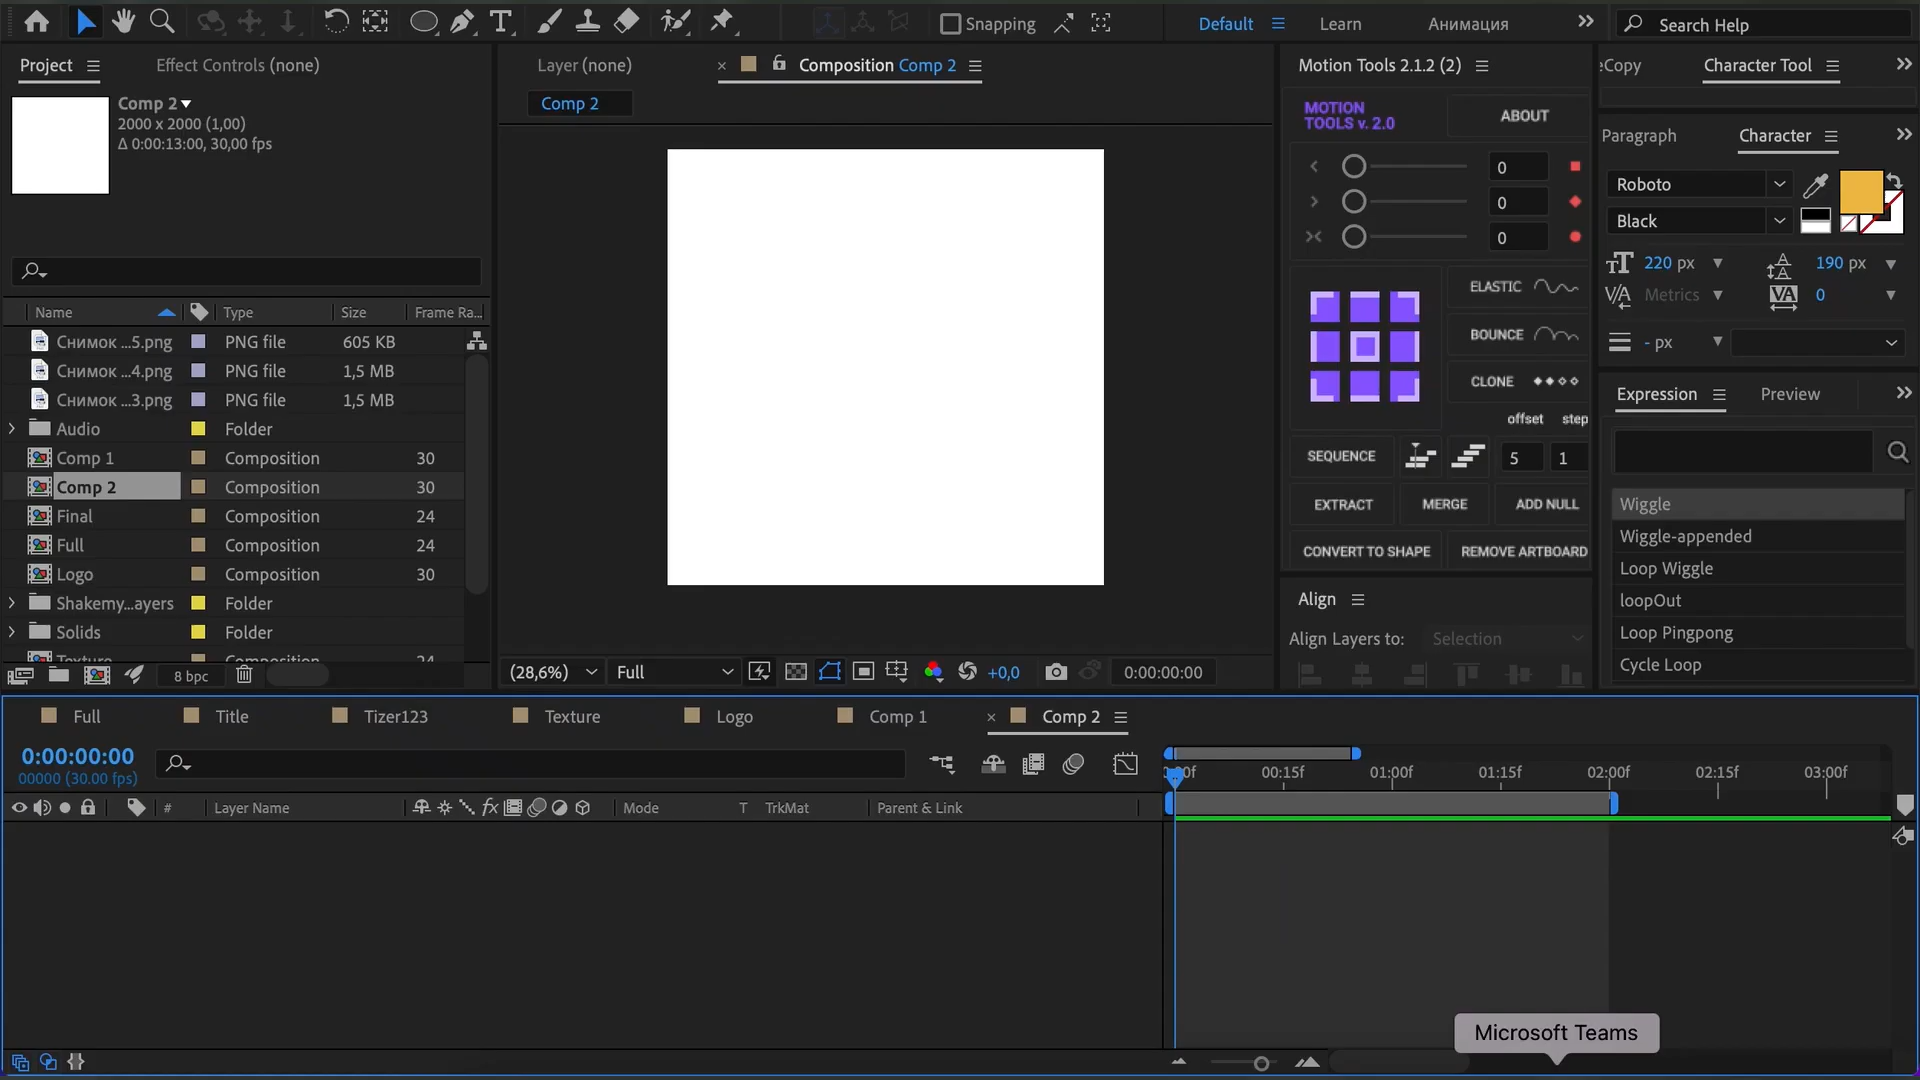 Snapping
Default
Learn
Анимация
Search Help
Project
Effect Controls (none)
Comp 2
2000 x 2000 (1,00)
Δ 0:00:13:00, 30,00 fps
Name
Type
Size
Frame Ra...
Снимок ...5.png PNG file 605 KB
Снимок ...4.png PNG file 1,5 MB
Снимок ...3.png PNG file 1,5 MB
Audio Folder
Comp 1 Composition 30
Comp 2 Composition 30
Final Composition 24
Full Composition 24
Logo Composition 30
Shakemy...ayers Folder
Solids Folder
Texture Composition 24
8 bpc
Layer (none)
Composition Comp 2
Comp 2
(28,6%)
Full
+0,0
0:00:00:00
Motion Tools 2.1.2 (2)
MOTION
TOOLS v. 2.0
ABOUT
0
0
0
ELASTIC
BOUNCE
CLONE
offset step
SEQUENCE
5
1
EXTRACT
MERGE
ADD NULL
CONVERT TO SHAPE
REMOVE ARTBOARD
Align
Align Layers to:
Selection
eCopy
Character Tool
Paragraph
Character
Roboto
Black
220 px
190 px
Metrics
0
- px
Expression
Preview
Wiggle
Wiggle-appended
Loop Wiggle
loopOut
Loop Pingpong
Cycle Loop
Full
Title
Tizer123
Texture
Logo
Comp 1
Comp 2
0:00:00:00
00000 (30.00 fps)
00:15f
01:00f
01:15f
02:00f
02:15f
03:00f
#
Layer Name
Mode
T
TrkMat
Parent & Link
Microsoft Teams